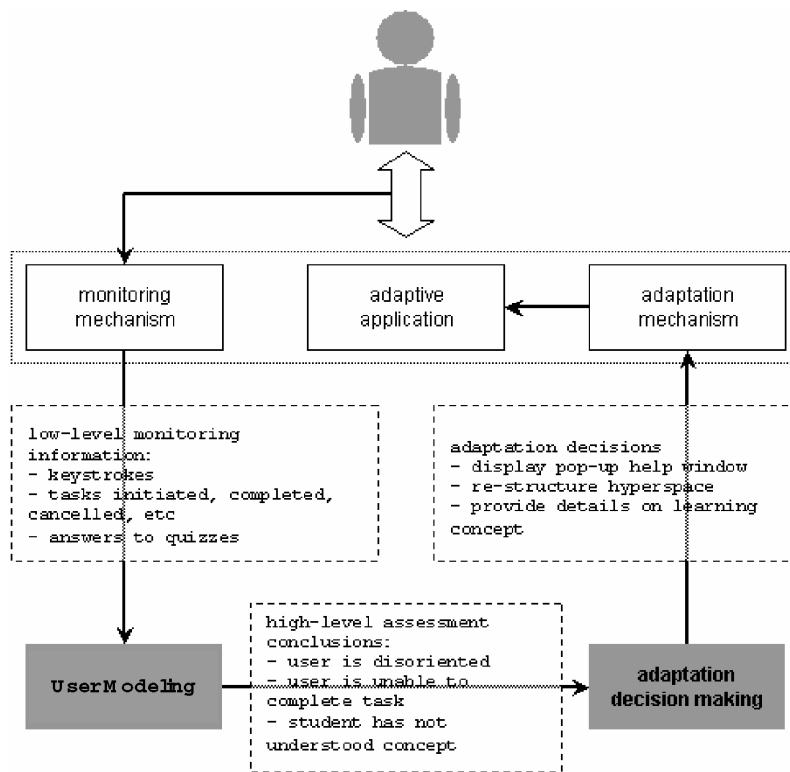 monitoring
mechanism
adaptive
application
adaptation
mechanism
low-level monitoring
information:
- keystrokes
- tasks initiated, completed,
cancelled, etc
- answers to quizzes
adaptation decisions
- display pop-up help window
- re-structure hyperspace
- provide details on learning
concept
high-level assessment
conclusions:
- user is disoriented
- user is unable to
complete task
- student has not
understood concept
UserModeling
adaptation
decision making